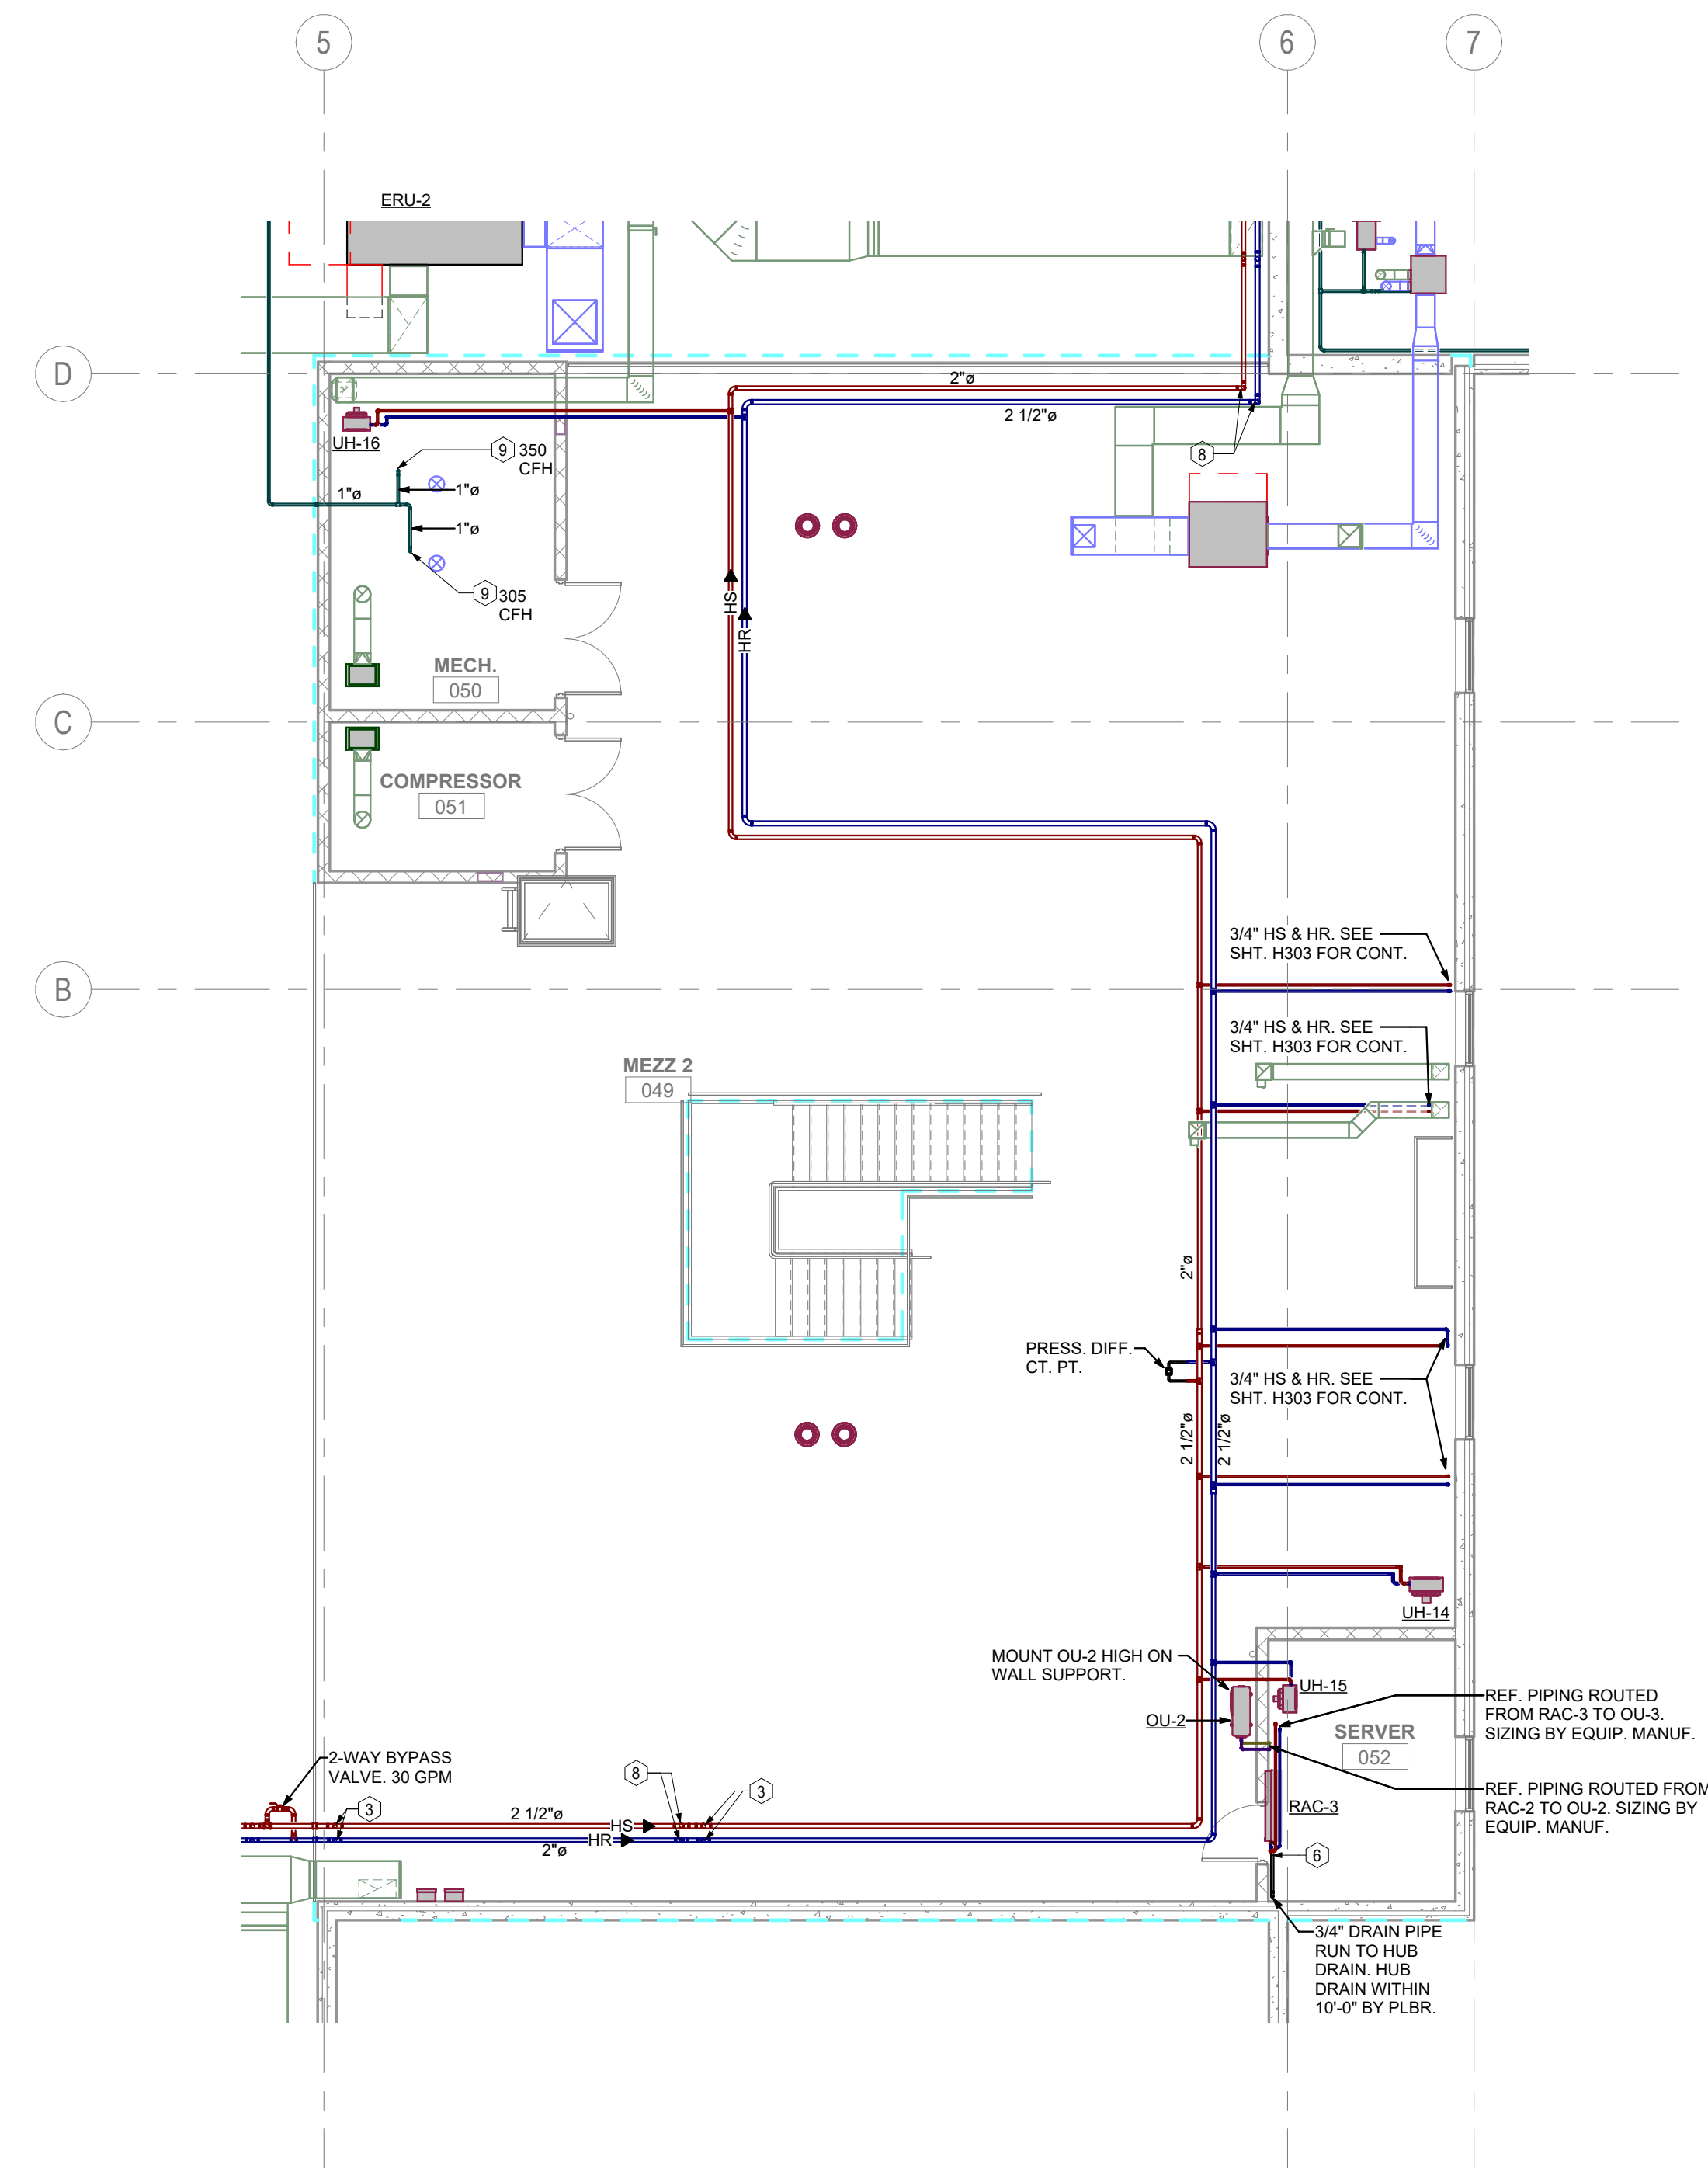 5
6
7
ERU-2
D
2"ø
2 1/2"ø
UH-16
9
350
CFH
8
1"ø
1"ø
1"ø
9
305
CFH
HS
HR
MECH.
050
C
COMPRESSOR
051
3/4" HS & HR. SEE
SHT. H303 FOR CONT.
B
3/4" HS & HR. SEE
SHT. H303 FOR CONT.
MEZZ 2
049
2"ø
PRESS. DIFF.
CT. PT.
3/4" HS & HR. SEE
SHT. H303 FOR CONT.
2 1/2"ø
2 1/2"ø
UH-14
MOUNT OU-2 HIGH ON
WALL SUPPORT.
UH-15
OU-2
REF. PIPING ROUTED
FROM RAC-3 TO OU-3.
SIZING BY EQUIP. MANUF.
SERVER
052
2-WAY BYPASS
VALVE. 30 GPM
8
3
3
2 1/2"ø
HS
HR
2"ø
RAC-3
REF. PIPING ROUTED FROM
RAC-2 TO OU-2. SIZING BY
EQUIP. MANUF.
6
3/4" DRAIN PIPE
RUN TO HUB
DRAIN. HUB
DRAIN WITHIN
10'-0" BY PLBR.